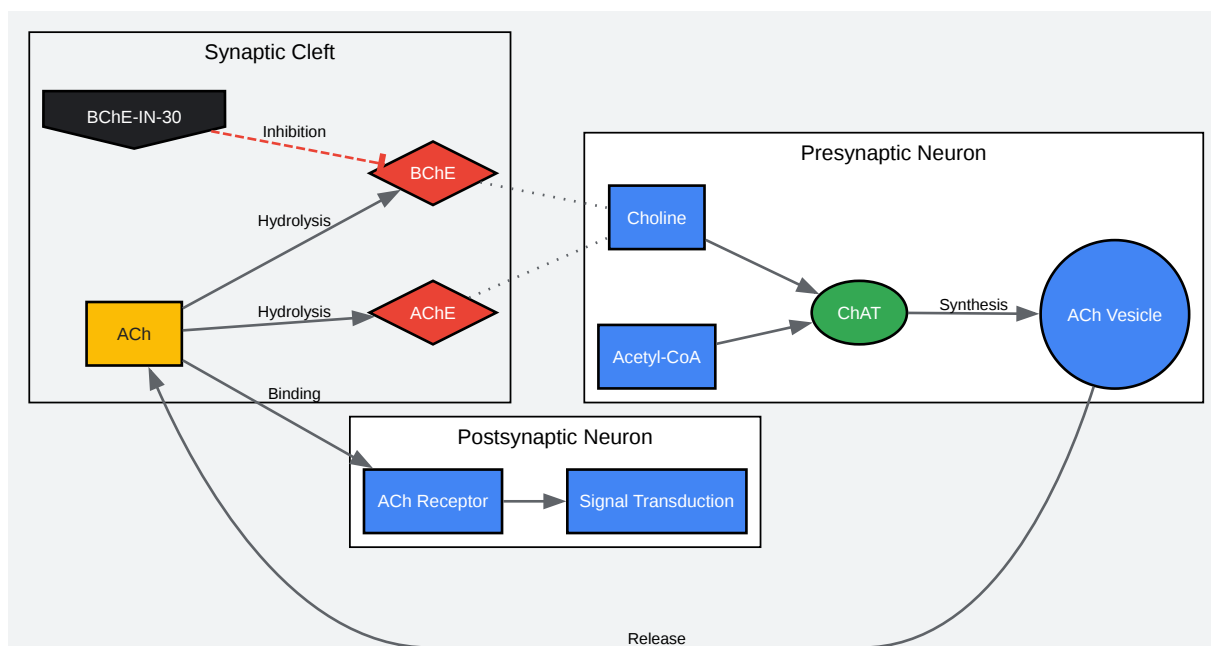 Synaptic Cleft
BChE-IN-30
Inhibition
BChE
Hydrolysis
ACh
Hydrolysis
AChE
Binding
Presynaptic Neuron
Choline
Acetyl-CoA
ChAT
Synthesis
ACh Vesicle
Postsynaptic Neuron
ACh Receptor
Signal Transduction
Release